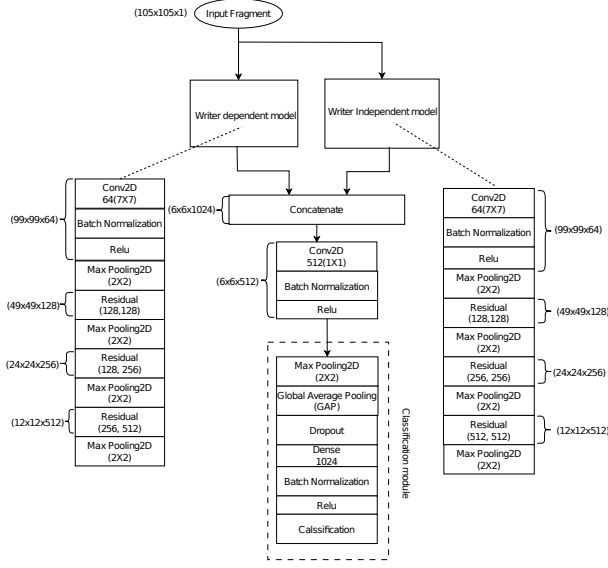 (105x105x1)
Input Fragment
Writer dependent model
Writer Independent model
Conv2D
64(7X7)
Batch Normalization
Relu
(99x99x64)
Max Pooling2D
(2X2)
Residual
(128,128)
(49x49x128)
Max Pooling2D
(2X2)
Residual
(128, 256)
(24x24x256)
Max Pooling2D
(2X2)
Residual
(256, 512)
(12x12x512)
Max Pooling2D
(2X2)
(6x6x1024)
Concatenate
Conv2D
512(1X1)
Batch Normalization
Relu
(6x6x512)
Max Pooling2D
(2X2)
Global Average Pooling
(GAP)
Dropout
Dense
1024
Batch Normalization
Relu
Calssification
Classification module
Conv2D
64(7X7)
Batch Normalization
Relu
(99x99x64)
Max Pooling2D
(2X2)
Residual
(128,128)
(49x49x128)
Max Pooling2D
(2X2)
Residual
(256, 256)
(24x24x256)
Max Pooling2D
(2X2)
Residual
(512, 512)
(12x12x512)
Max Pooling2D
(2X2)